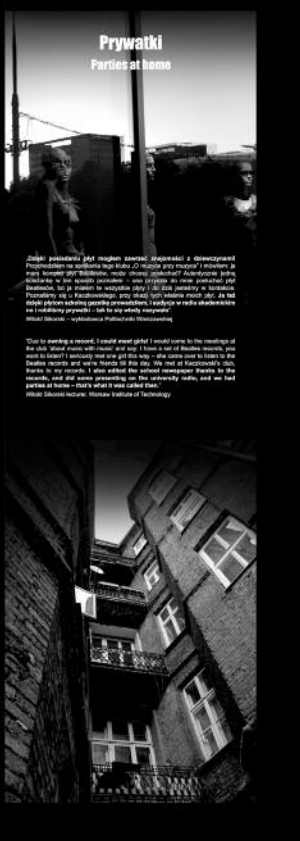 Prywatki
Parties at home
„Dzięki posiadaniu płyt mogłem zawrzeć znajomości z dziewczynami!
Przychodziłem na spotkania tego klubu „O muzyce przy muzyce” i mówiłem: ja
mam komplet płyt Beatlesów, może chcesz posłuchać? Autentycznie jedną
koleżankę w ten sposób poznałem – ona przyszła do mnie posłuchać płyt
Beatlesów, bo ja miałem te wszystkie płyty i do dziś jesteśmy w kontakcie.
Poznaliśmy się u Kaczkowskiego, przy okazji tych właśnie moich płyt. Ja też
dzięki płytom szkolną gazetkę prowadziłem, i audycje w radiu akademickim
no i robiliśmy prywatki – tak to się wtedy nazywało”.
Witold Sikorski – wykładowca Politechniki Warszawskiej
"Due to owning a record, I could meet girls! I would come to the meetings of
the club 'about music with music' and say: I have a set of Beatles records, you
want to listen? I seriously met one girl this way – she came over to listen to the
Beatles records and we're friends till this day. We met at Kaczkowski's club,
thanks to my records. I also edited the school newspaper thanks to the
records, and did some presenting on the university radio, and we had
parties at home – that's what it was called then."
Witold Sikorski lecturer, Warsaw Institute of Technology